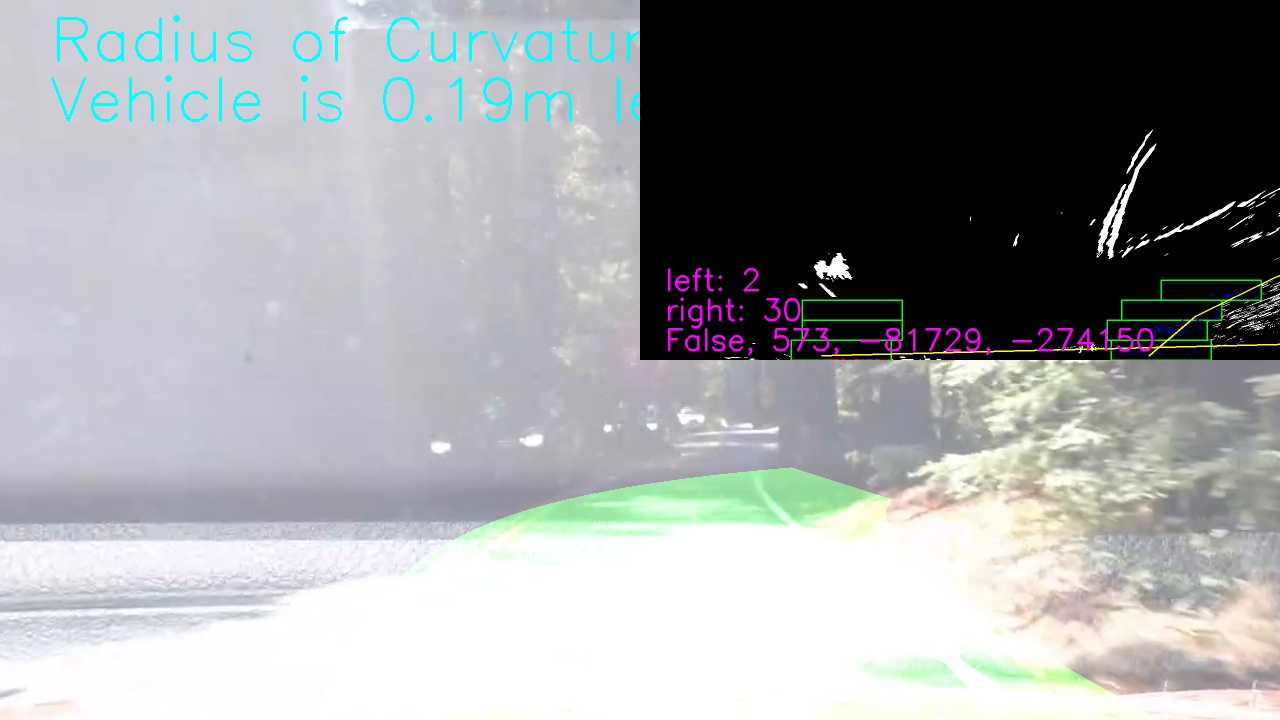 Radius of Curvatur
Vehicle is 0.19m le
left: 2
right: 30
False, 573, −81729, −274150